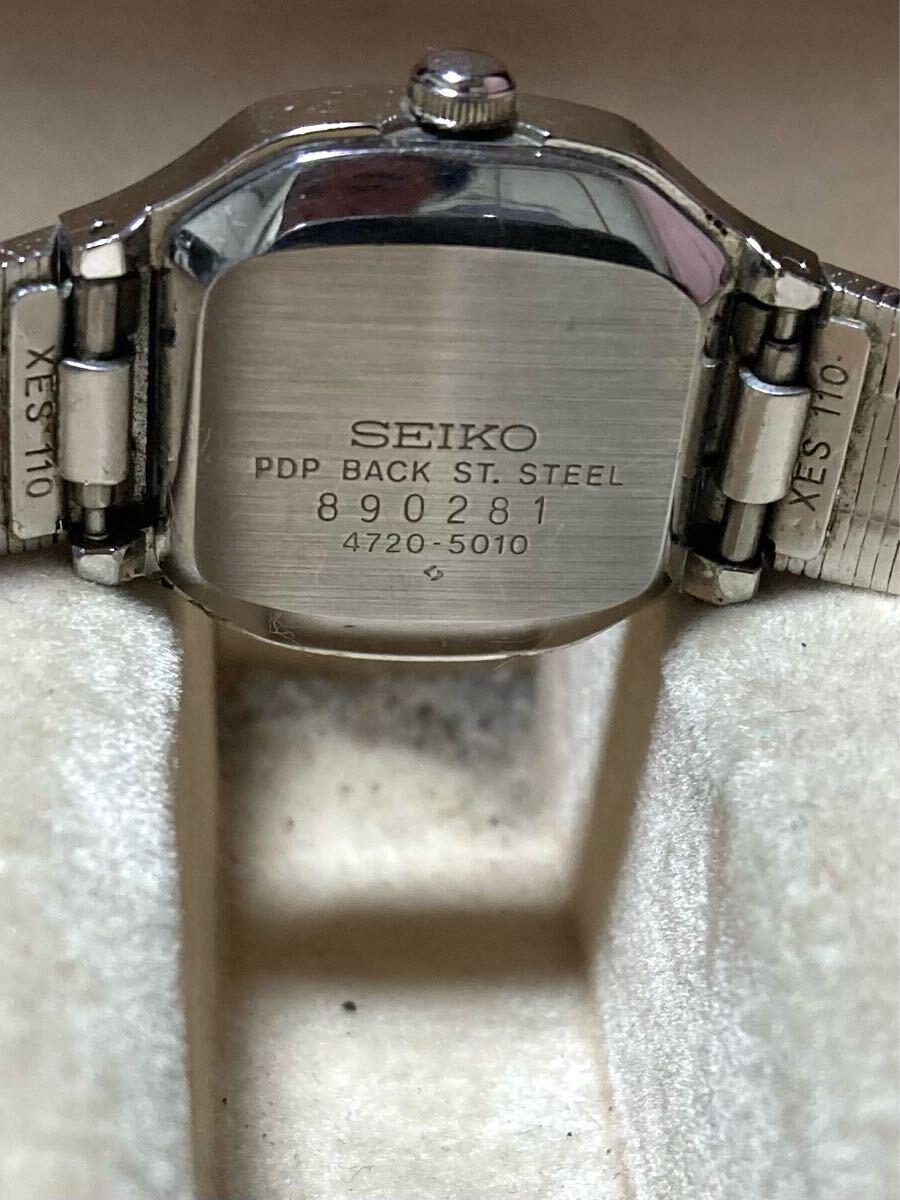 SEIKO
PDP BACK ST. STEEL
890281
4720-5010
XES 110
XES 110